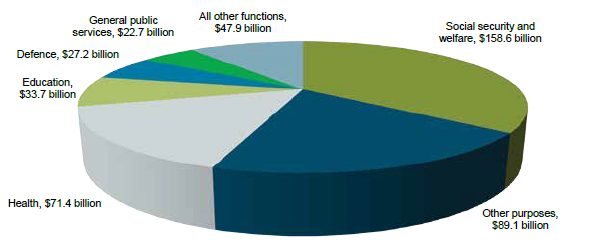 General public
services, $22.7 billion
All other functions,
$47.9 billion
Social security and
welfare, $158.6 billion
Defence, $27.2 billion
Education,
$33.7 billion
Health, $71.4 billion
Other purposes,
$89.1 billion